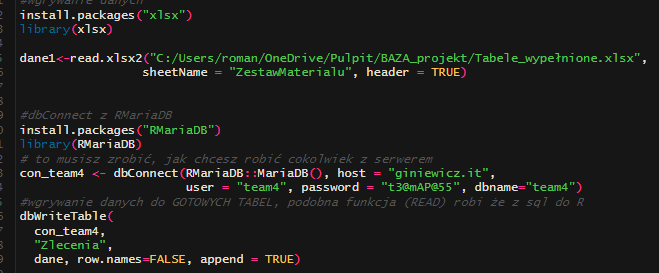 #wgrywanie danych
install.packages("xlsx")
library(xlsx)
dane1<-read.xlsx2("C:/Users/roman/OneDrive/Pulpit/BAZA_projekt/Tabele_wypełnione.xlsx",
sheetName = "ZestawMaterialu", header = TRUE)
#dbConnect z RMariaDB
install.packages("RMariaDB")
library(RMariaDB)
# to musisz zrobić, jak chcesz robić cokolwiek z serwerem
con_team4 <- dbConnect(RMariaDB::MariaDB(), host = "giniewicz.it",
user = "team4", password = "t3@mAP@55", dbname="team4")
#wgrywanie danych do GOTOWYCH TABEL, podobna funkcja (READ) robi że z sql do R
dbWriteTable(
con_team4,
"Zlecenia",
dane, row.names=FALSE, append = TRUE)